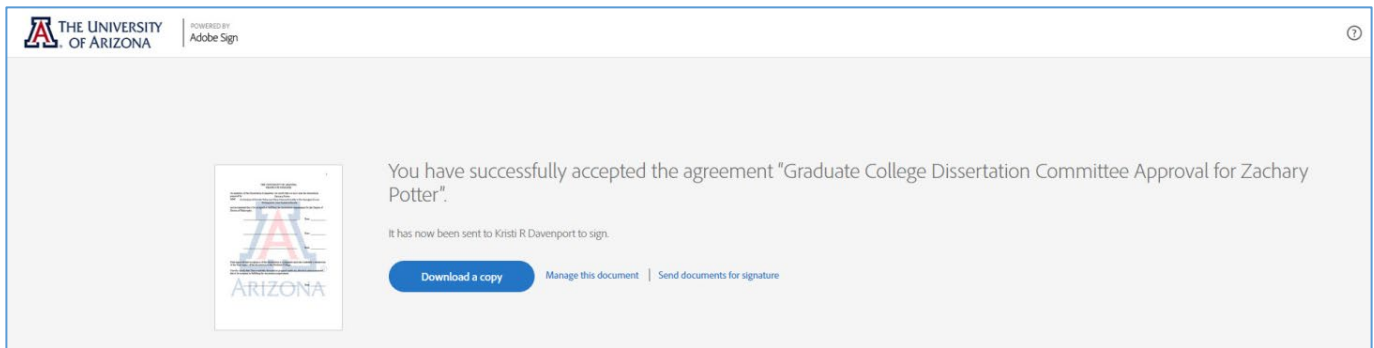 THE UNIVERSITY
OF ARIZONA
POWERED BY
Adobe Sign
?
You have successfully accepted the agreement "Graduate College Dissertation Committee Approval for Zachary
Potter".
It has now been sent to Kristi R Davenport to sign.
Download a copy
Manage this document | Send documents for signature
ARIZONA